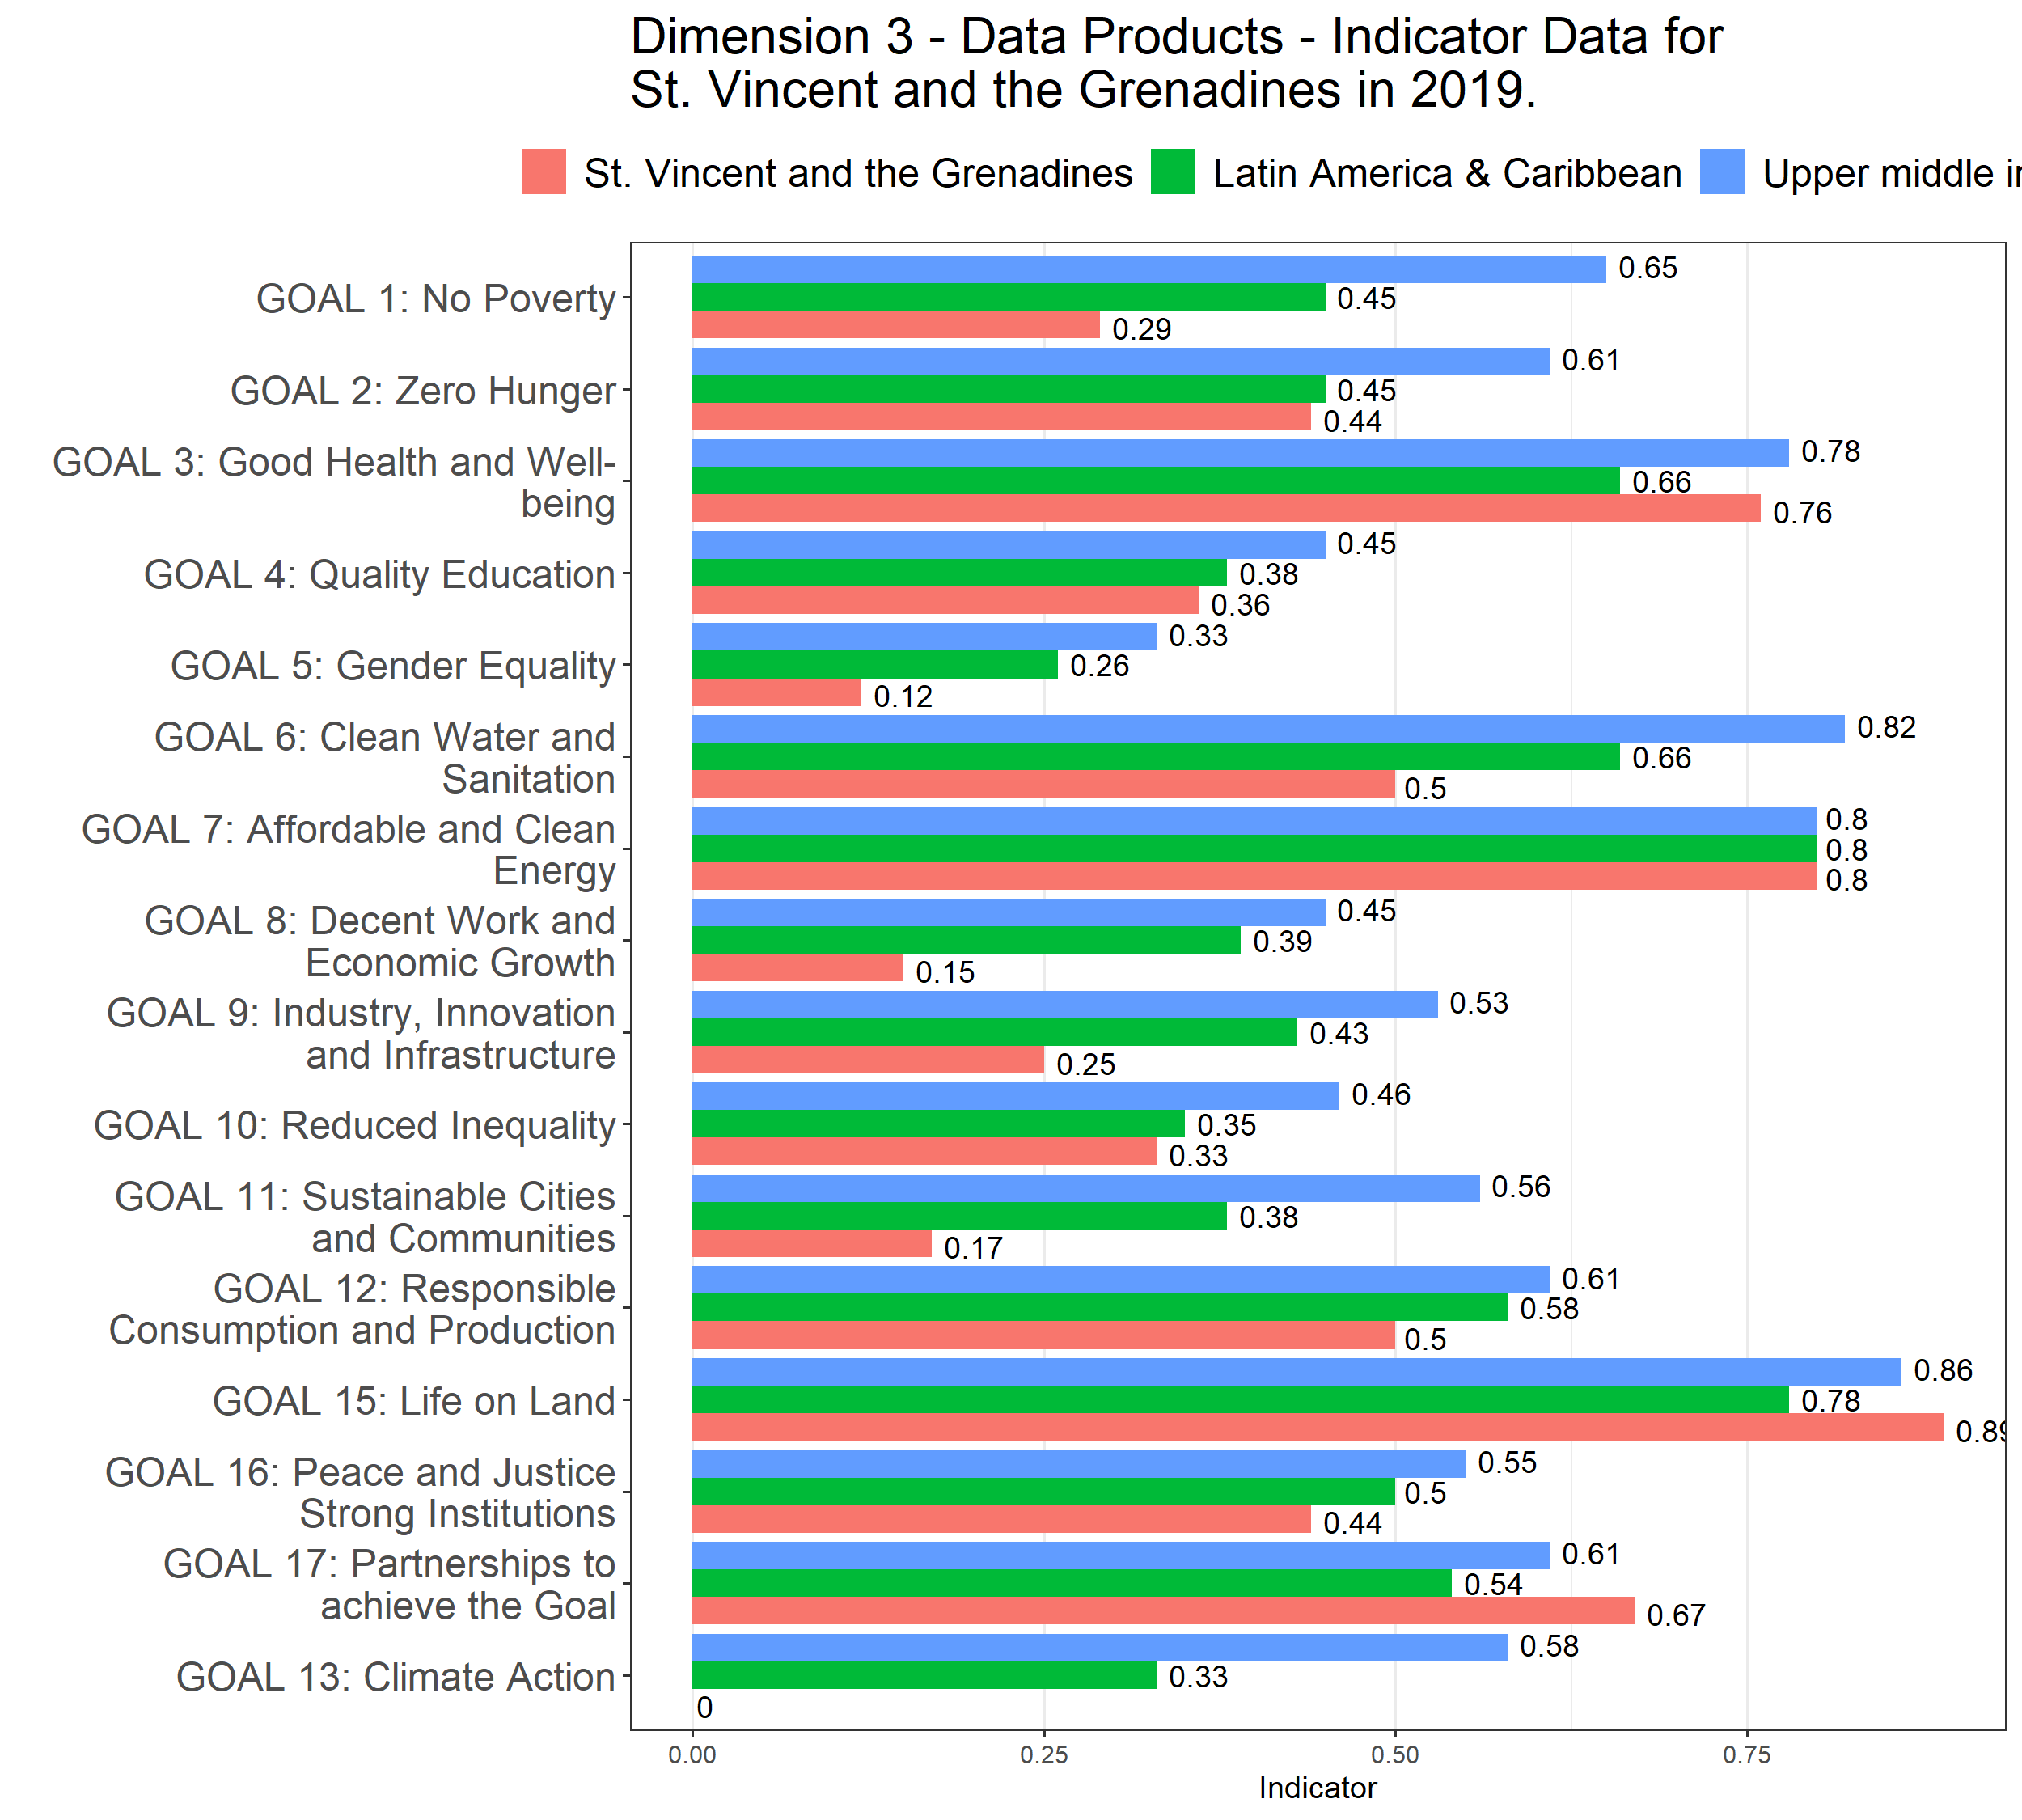 Dimension 3 - Data Products - Indicator Data for
St. Vincent and the Grenadines in 2019.
St. Vincent and the Grenadines Latin America & Caribbean Upper middle
GOAL 1: No Poverty
0.65
0.45
0.29
GOAL 2: Zero Hunger
0.61
0.45
0.44
GOAL 3: Good Health and Well-
being
0.78
0.66
0.76
GOAL 4: Quality Education
0.45
0.38
0.36
GOAL 5: Gender Equality
0.33
0.26
0.12
GOAL 6: Clean Water and
Sanitation
0.82
0.66
0.5
GOAL 7: Affordable and Clean
Energy
0.8
0.8
0.8
GOAL 8: Decent Work and
Economic Growth
0.45
0.39
0.15
GOAL 9: Industry, Innovation
and Infrastructure
0.53
0.43
0.25
GOAL 10: Reduced Inequality
0.46
0.35
0.33
GOAL 11: Sustainable Cities
and Communities
0.56
0.38
0.17
GOAL 12: Responsible
Consumption and Production
0.61
0.58
0.5
GOAL 15: Life on Land
0.86
0.78
0.89
GOAL 16: Peace and Justice
Strong Institutions
0.55
0.5
0.44
GOAL 17: Partnerships to
achieve the Goal
0.61
0.54
0.67
GOAL 13: Climate Action
0.58
0.33
0
0.00 0.25 0.50 0.75
Indicator